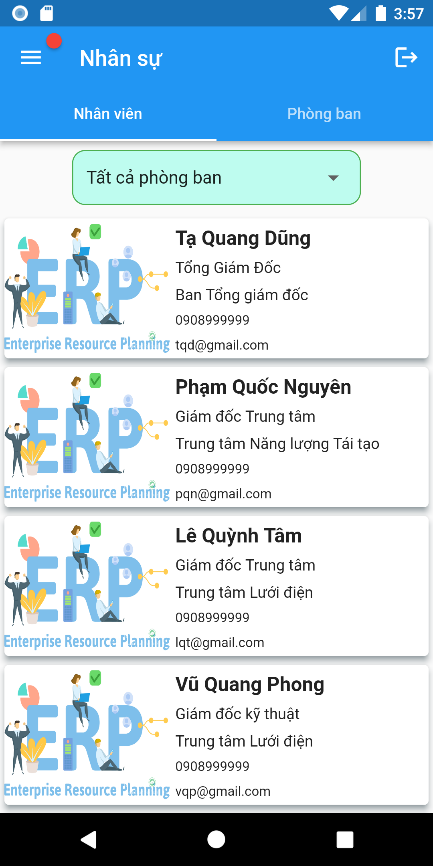 3:57
Nhân sự
Nhân viên
Phòng ban
Tất cả phòng ban
ERP
Enterprise Resource Planning
Tạ Quang Dũng
Tổng Giám Đốc
Ban Tổng giám đốc
0908999999
tqd@gmail.com
ERP
Enterprise Resource Planning
Phạm Quốc Nguyên
Giám đốc Trung tâm
Trung tâm Năng lượng Tái tạo
0908999999
pqn@gmail.com
ERP
Enterprise Resource Planning
Lê Quỳnh Tâm
Giám đốc Trung tâm
Trung tâm Lưới điện
0908999999
lqt@gmail.com
ERP
Enterprise Resource Planning
Vũ Quang Phong
Giám đốc kỹ thuật
Trung tâm Lưới điện
0908999999
vqp@gmail.com